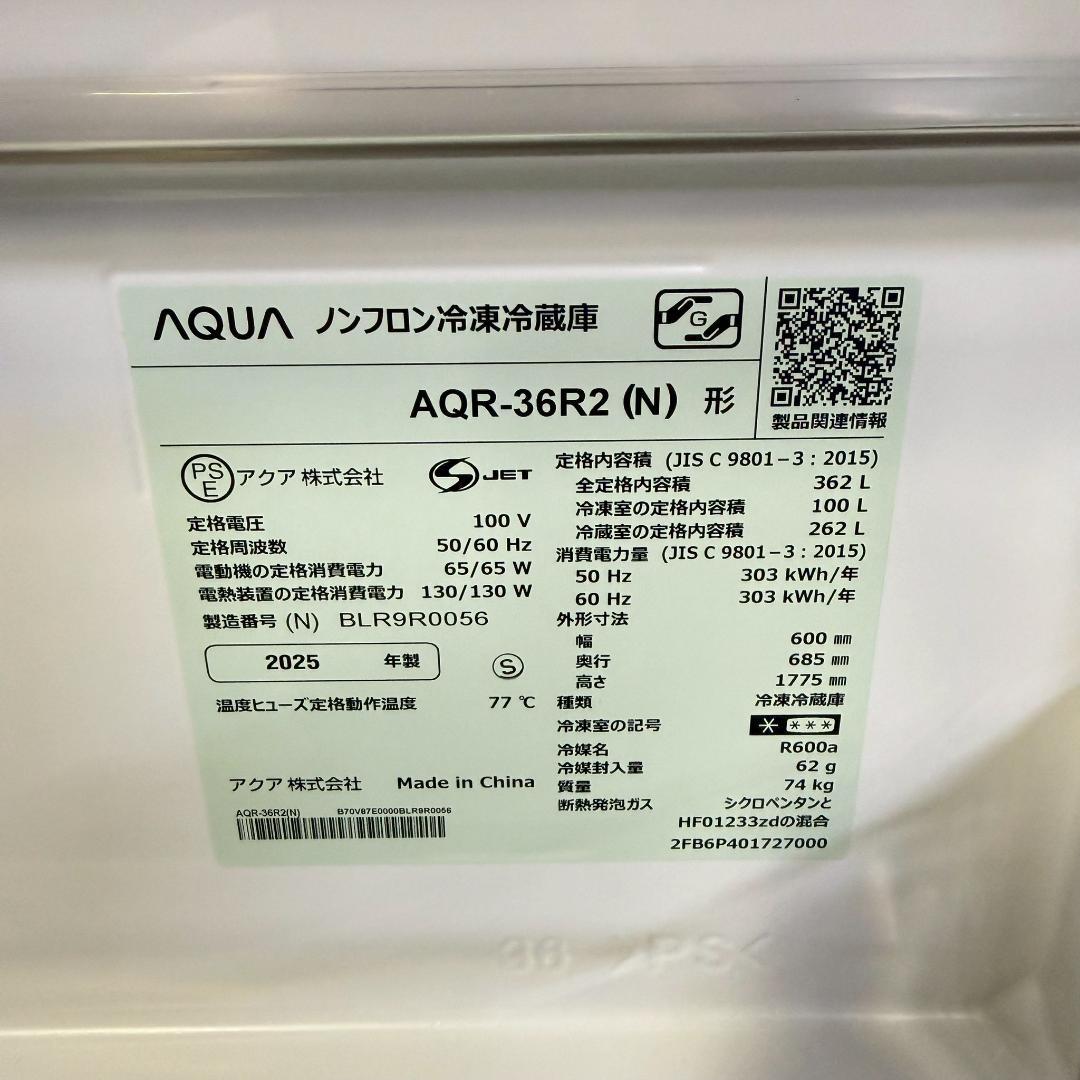 AQUA ノンフロン冷凍冷蔵庫
G
AQR-36R2 (N) 形
製品関連情報
PSE アクア 株式会社
S JET
定格電圧 100 V
定格周波数 50/60 Hz
電動機の定格消費電力 65/65 W
電熱装置の定格消費電力 130/130 W
製造番号 (N) BLR9R0056
2025 年製
S
温度ヒューズ定格動作温度 77 ℃
アクア 株式会社 Made in China
AQR-36R2(N) B70V87E0000BLR9R0056
定格内容積 (JIS C 9801-3 : 2015)
全定格内容積 362 L
冷凍室の定格内容積 100 L
冷蔵室の定格内容積 262 L
消費電力量 (JIS C 9801-3 : 2015)
50 Hz 303 kWh/年
60 Hz 303 kWh/年
外形寸法
幅 600 ㎜
奥行 685 ㎜
高さ 1775 ㎜
種類 冷凍冷蔵庫
冷凍室の記号 * ***
冷媒名 R600a
冷媒封入量 62 g
質量 74 kg
断熱発泡ガス シクロペンタンと
HFO1233zdの混合
2FB6P401727000
36 >PS<